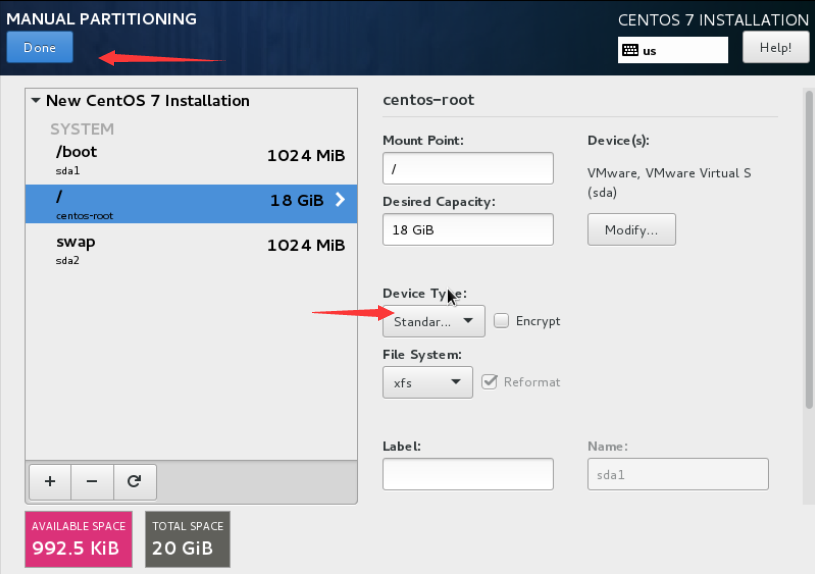 MANUAL PARTITIONING
CENTOS 7 INSTALLATION
Done
us
Help!
New CentOS 7 Installation
SYSTEM
/boot
1024 MiB
sda1
/
18 GiB
centos-root
swap
1024 MiB
sda2
+ −
AVAILABLE SPACE
992.5 KiB
TOTAL SPACE
20 GiB
centos-root
Mount Point:
/
Desired Capacity:
18 GiB
Device(s):
VMware, VMware Virtual S
(sda)
Modify...
Device Type:
Standar...
Encrypt
File System:
xfs
Reformat
Label:
Name:
sda1